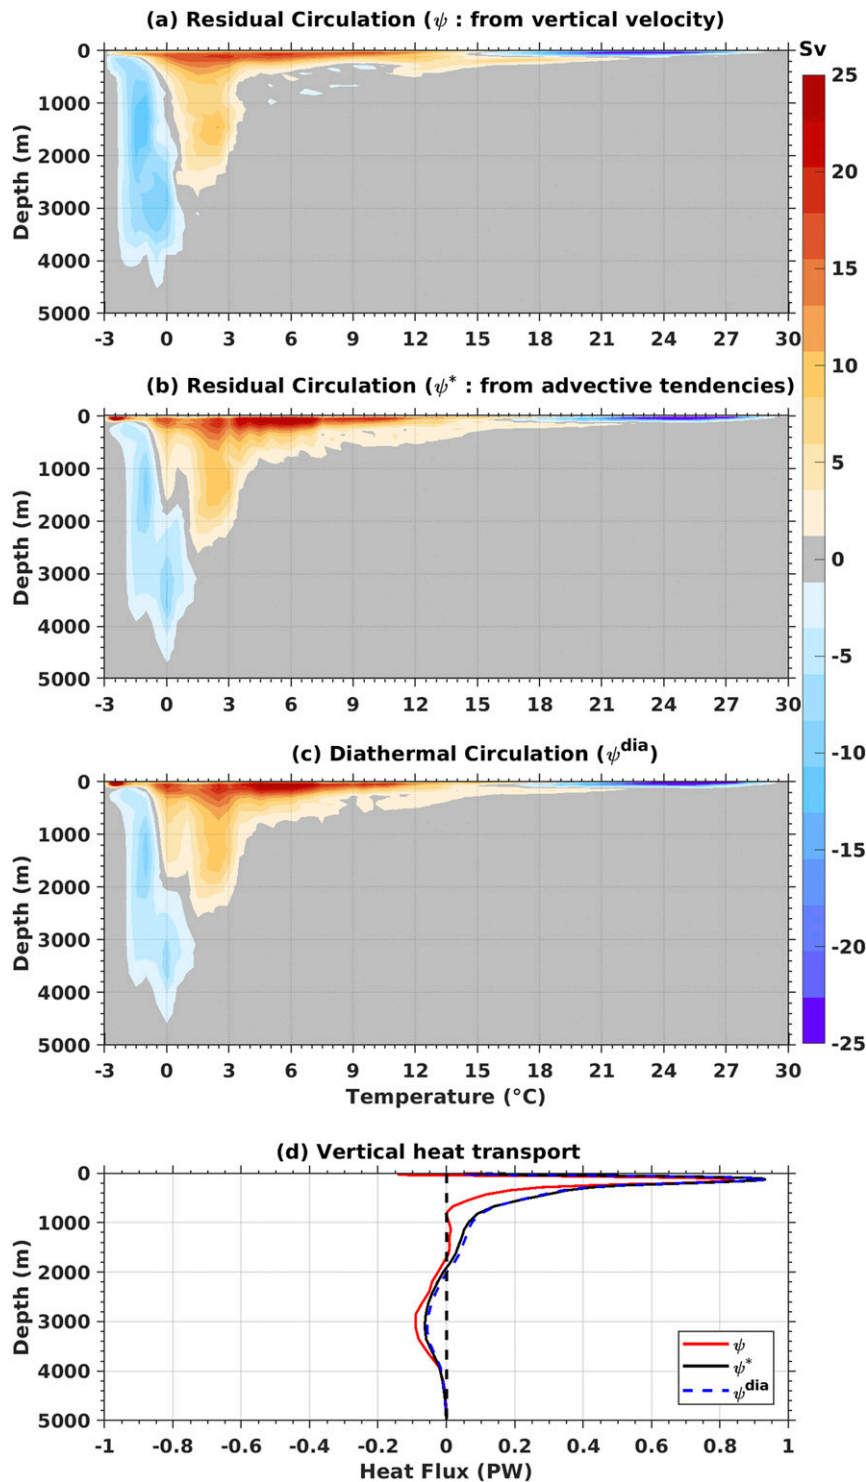 (a) Residual Circulation (ψ : from vertical velocity)
Sv
0
1000
2000
3000
4000
5000
Depth (m)
-3 0 3 6 9 12 15 18 21 24 27 30
25
20
15
10
5
0
-5
-10
-15
-20
-25
(b) Residual Circulation (ψ* : from advective tendencies)
0
1000
2000
3000
4000
5000
Depth (m)
-3 0 3 6 9 12 15 18 21 24 27 30
(c) Diathermal Circulation (ψ^dia)
0
1000
2000
3000
4000
5000
Depth (m)
-3 0 3 6 9 12 15 18 21 24 27 30
Temperature (°C)
(d) Vertical heat transport
0
1000
2000
3000
4000
5000
Depth (m)
ψ
ψ*
ψ^dia
-1 -0.8 -0.6 -0.4 -0.2 0 0.2 0.4 0.6 0.8 1
Heat Flux (PW)